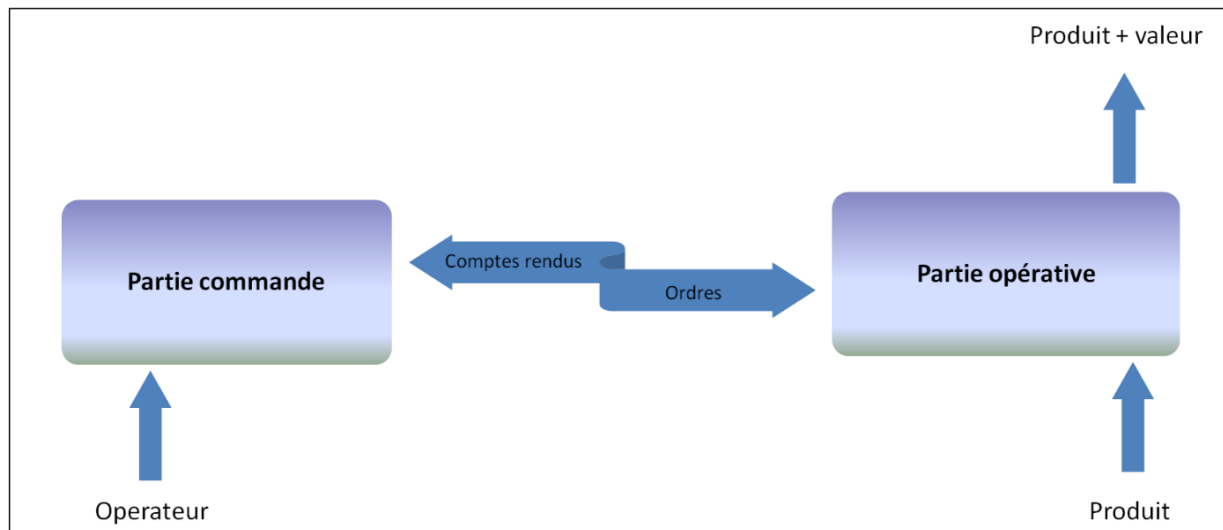 Produit + valeur
Partie commande
Comptes rendus
Ordres
Partie opérative
Operateur
Produit